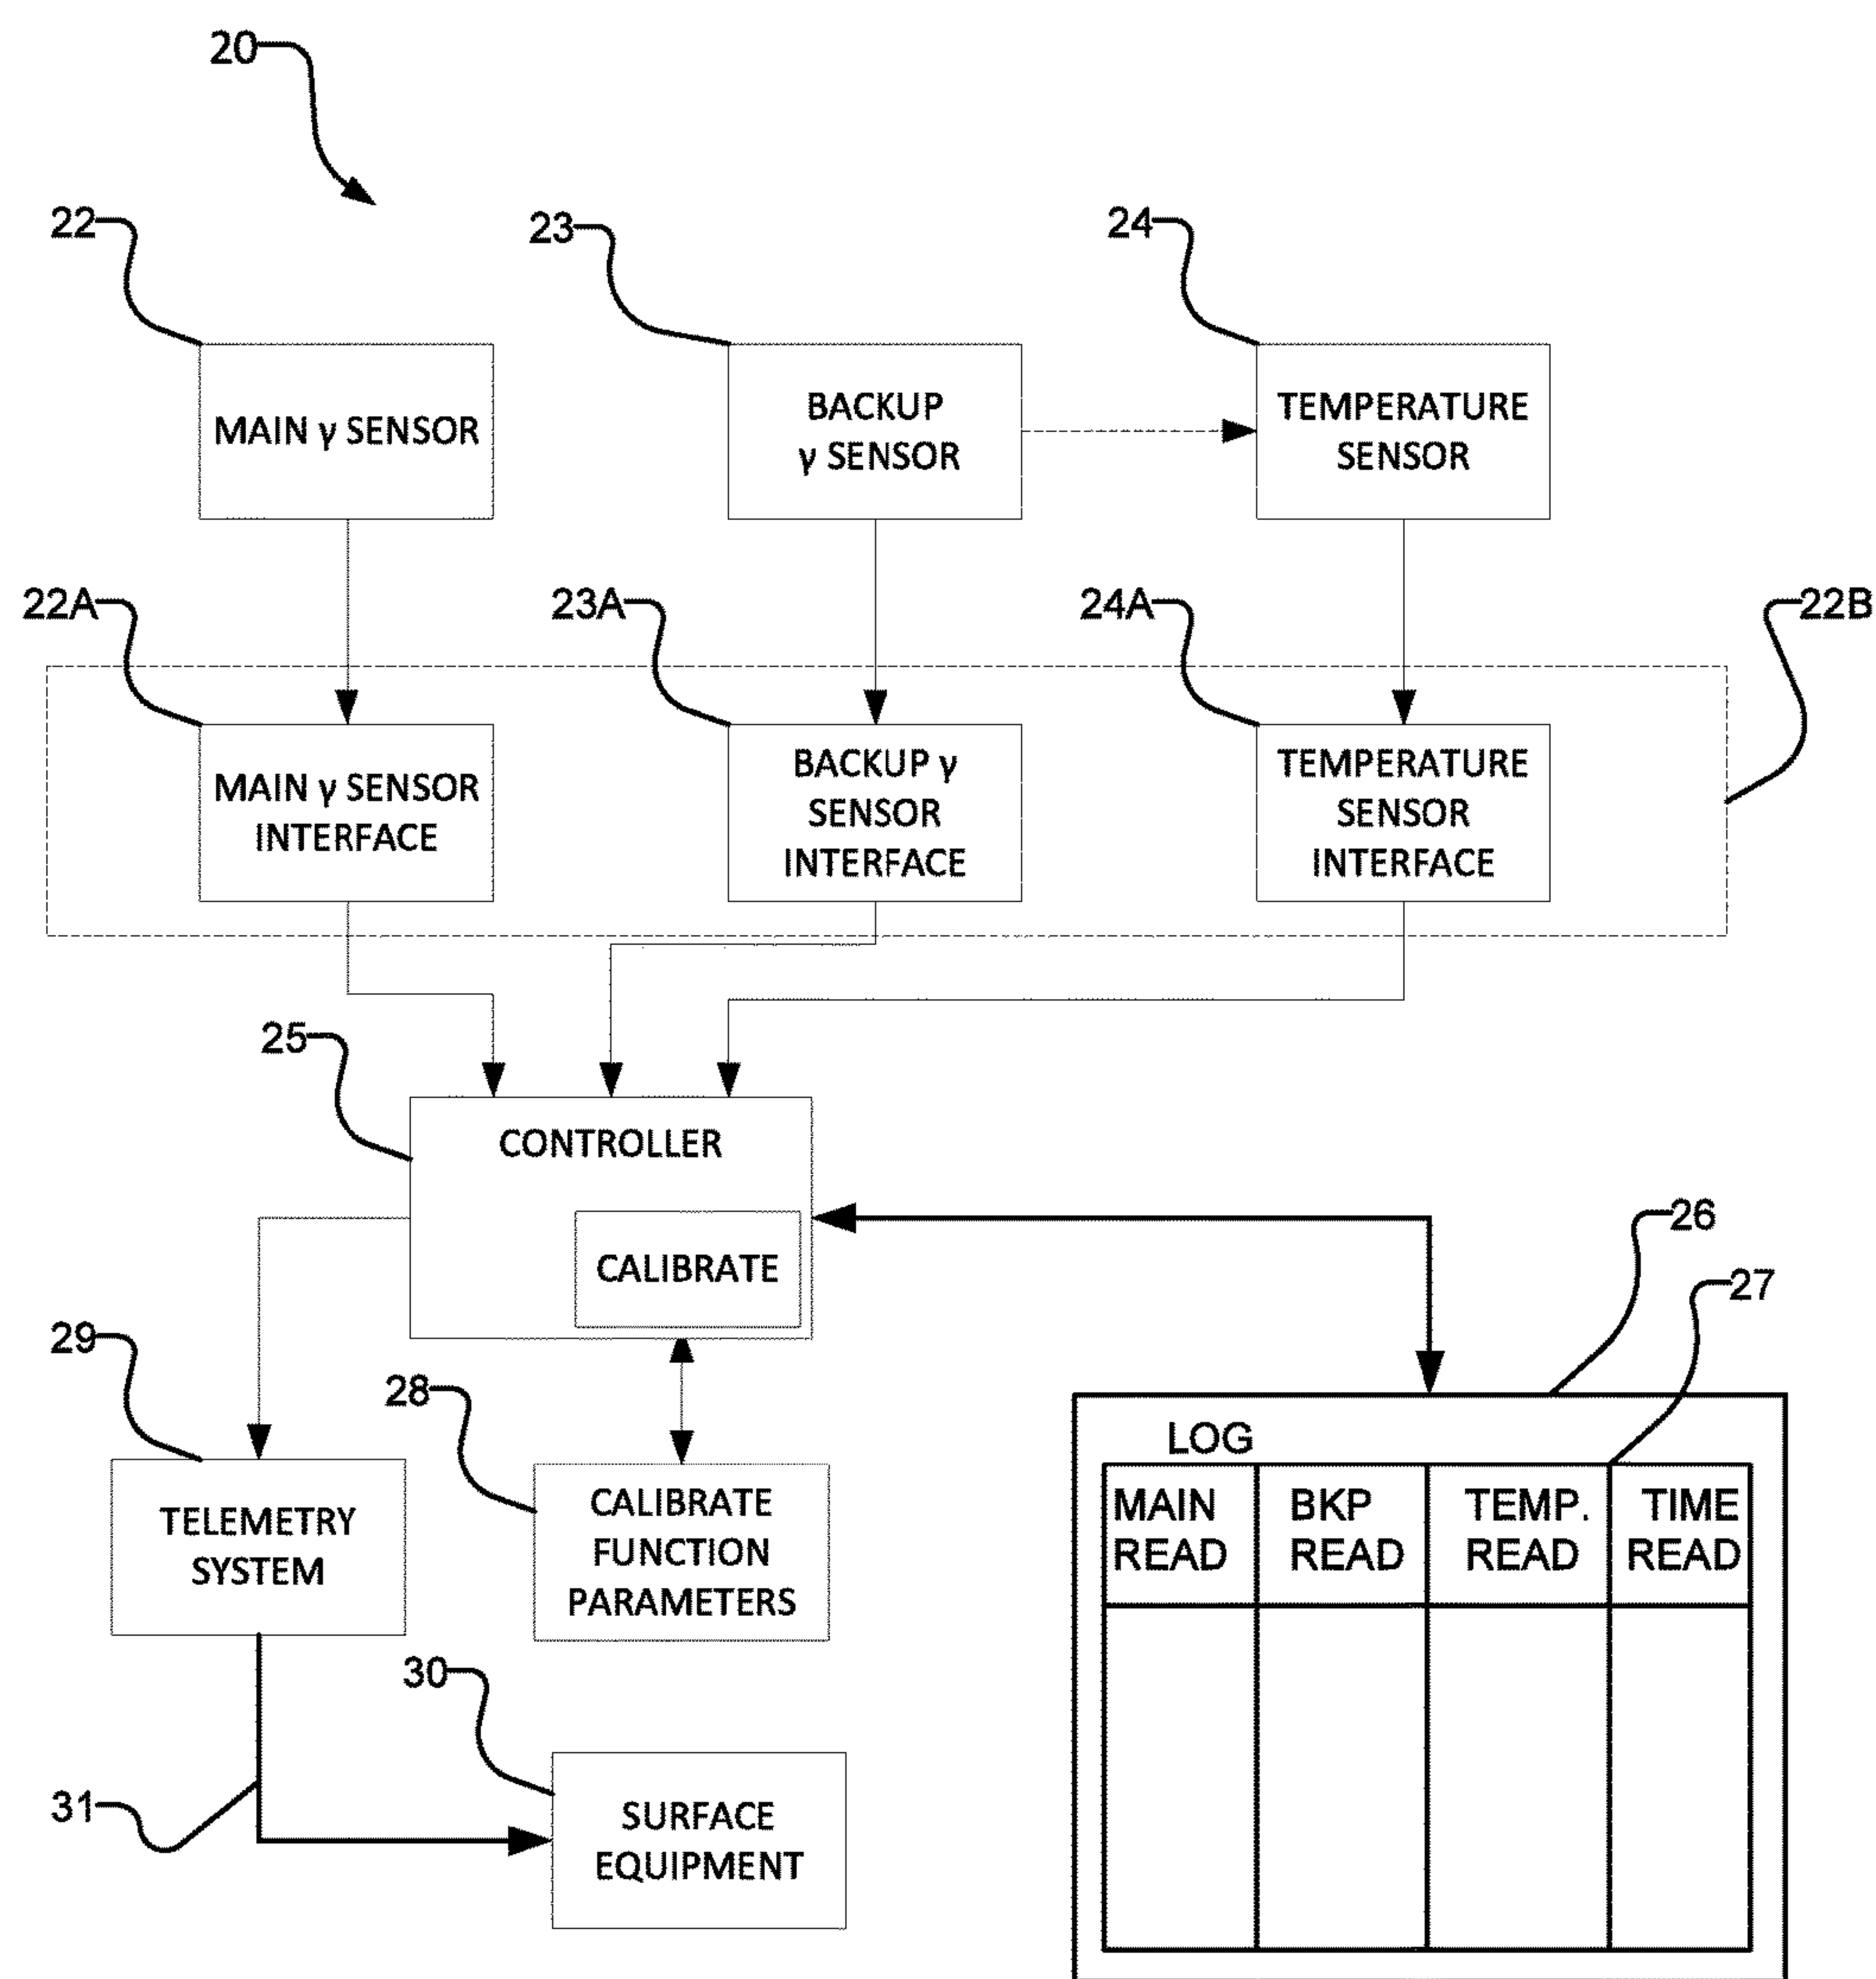 20
22
23
24
MAIN γ SENSOR
BACKUP
γ SENSOR
TEMPERATURE
SENSOR
22A
23A
24A
22B
MAIN γ SENSOR
INTERFACE
BACKUP γ
SENSOR
INTERFACE
TEMPERATURE
SENSOR
INTERFACE
25
CONTROLLER
CALIBRATE
26
27
29
28
LOG
MAIN
READ
BKP
READ
TEMP.
READ
TIME
READ
TELEMETRY
SYSTEM
CALIBRATE
FUNCTION
PARAMETERS
30
31
SURFACE
EQUIPMENT